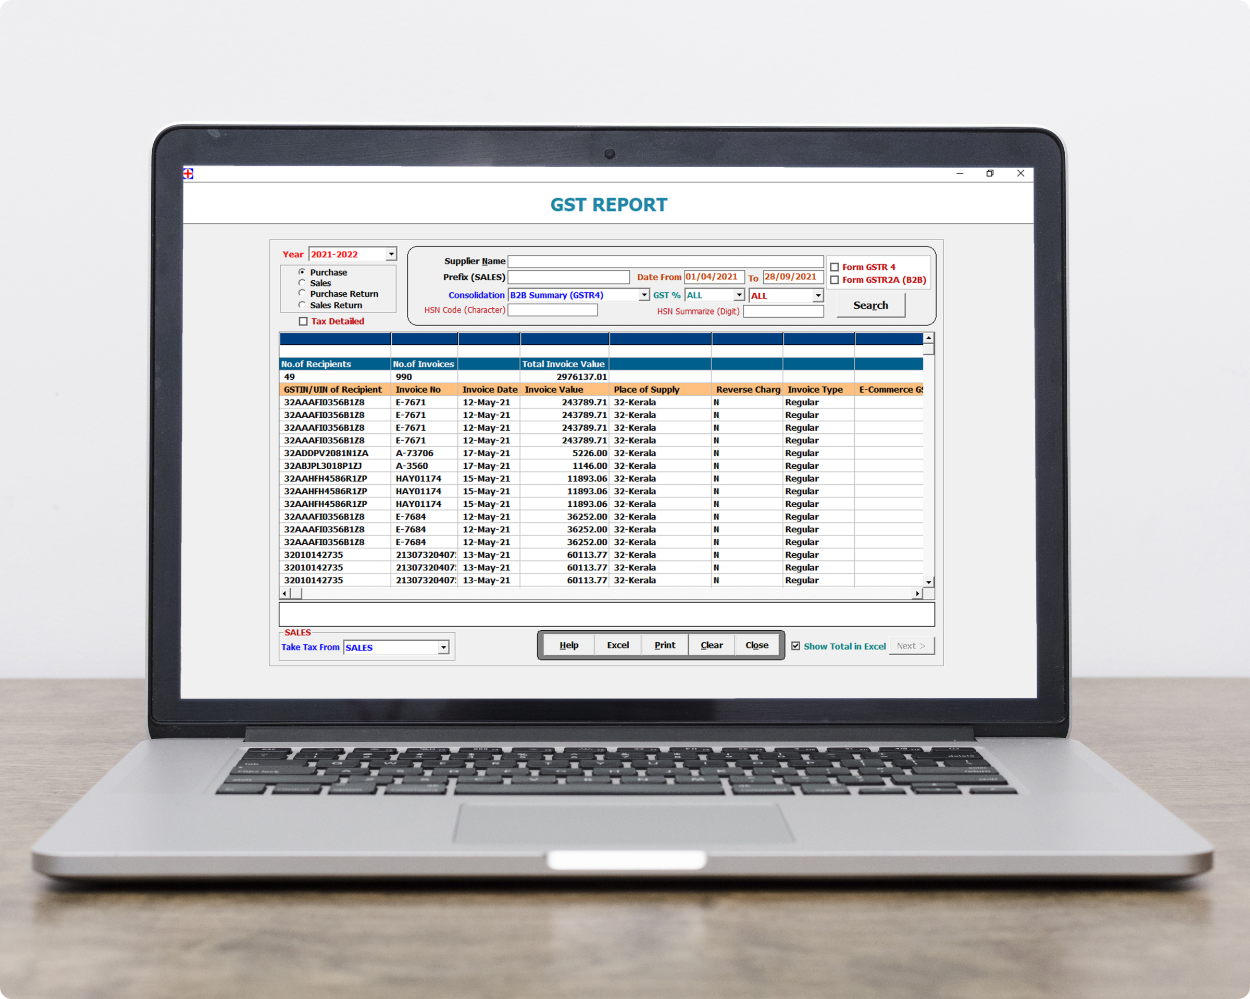 GST REPORT
Year 2021-2022
Purchase
Sales
Purchase Return
Sales Return
Tax Detailed
Supplier Name
Prefix (SALES) Date From 01/04/2021 To 28/09/2021
Consolidation B2B Summary (GSTR4) GST % ALL ALL
HSN Code (Character) HSN Summarize (Digit)
Form GSTR 4
Form GSTR2A (B2B)
Search
No.of Recipients No.of Invoices Total Invoice Value
49 990 2976137.01
GSTIN/UIN of Recipient Invoice No Invoice Date Invoice Value Place of Supply Reverse Charg Invoice Type E-Commerce GS
32AAAFI0356B1Z8 E-7671 12-May-21 243789.71 32-Kerala N Regular
32AAAFI0356B1Z8 E-7671 12-May-21 243789.71 32-Kerala N Regular
32AAAFI0356B1Z8 E-7671 12-May-21 243789.71 32-Kerala N Regular
32AAAFI0356B1Z8 E-7671 12-May-21 243789.71 32-Kerala N Regular
32ADDPV2081N1ZA A-73706 17-May-21 5226.00 32-Kerala N Regular
32ABJPL3018P1ZJ A-3560 17-May-21 1146.00 32-Kerala N Regular
32AAHFH4586R1ZP HAY01174 15-May-21 11893.06 32-Kerala N Regular
32AAHFH4586R1ZP HAY01174 15-May-21 11893.06 32-Kerala N Regular
32AAHFH4586R1ZP HAY01174 15-May-21 11893.06 32-Kerala N Regular
32AAAFI0356B1Z8 E-7684 12-May-21 36252.00 32-Kerala N Regular
32AAAFI0356B1Z8 E-7684 12-May-21 36252.00 32-Kerala N Regular
32AAAFI0356B1Z8 E-7684 12-May-21 36252.00 32-Kerala N Regular
32010142735 21307320407 13-May-21 60113.77 32-Kerala N Regular
32010142735 21307320407 13-May-21 60113.77 32-Kerala N Regular
32010142735 21307320407 13-May-21 60113.77 32-Kerala N Regular
SALES
Take Tax From SALES
Help Excel Print Clear Close
Show Total in Excel Next >